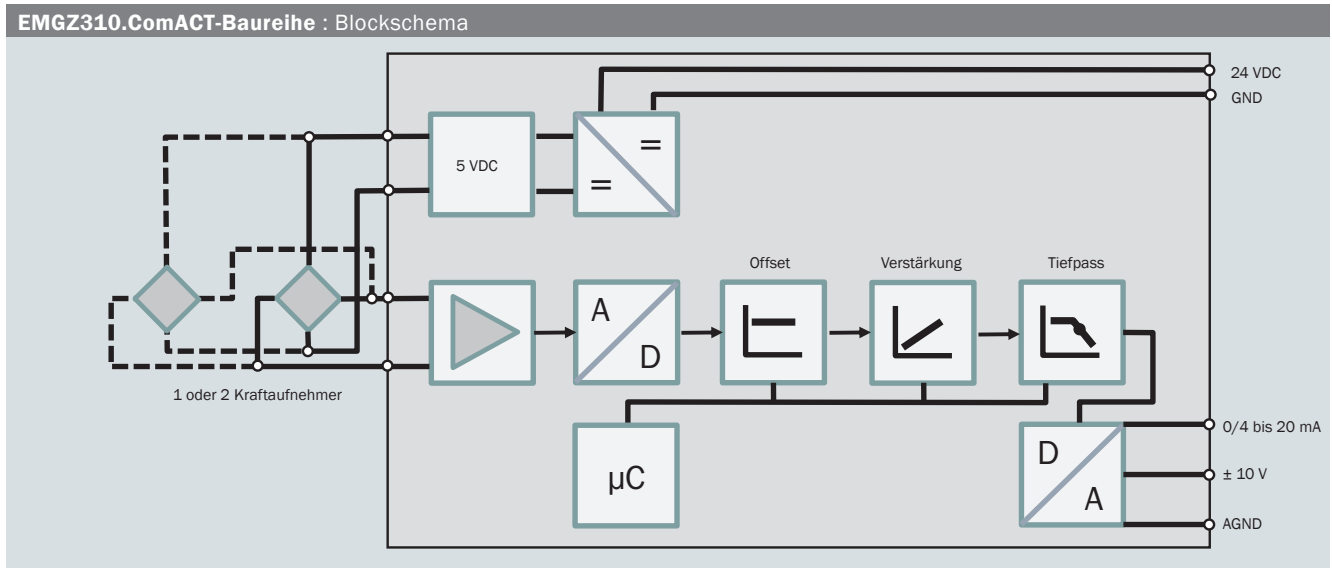 EMGZ310.ComACT-Baureihe : Blockschema
24 VDC
GND
5 VDC
=
=
Offset
Verstärkung
Tiefpass
A
D
1 oder 2 Kraftaufnehmer
µC
D
A
0/4 bis 20 mA
± 10 V
AGND